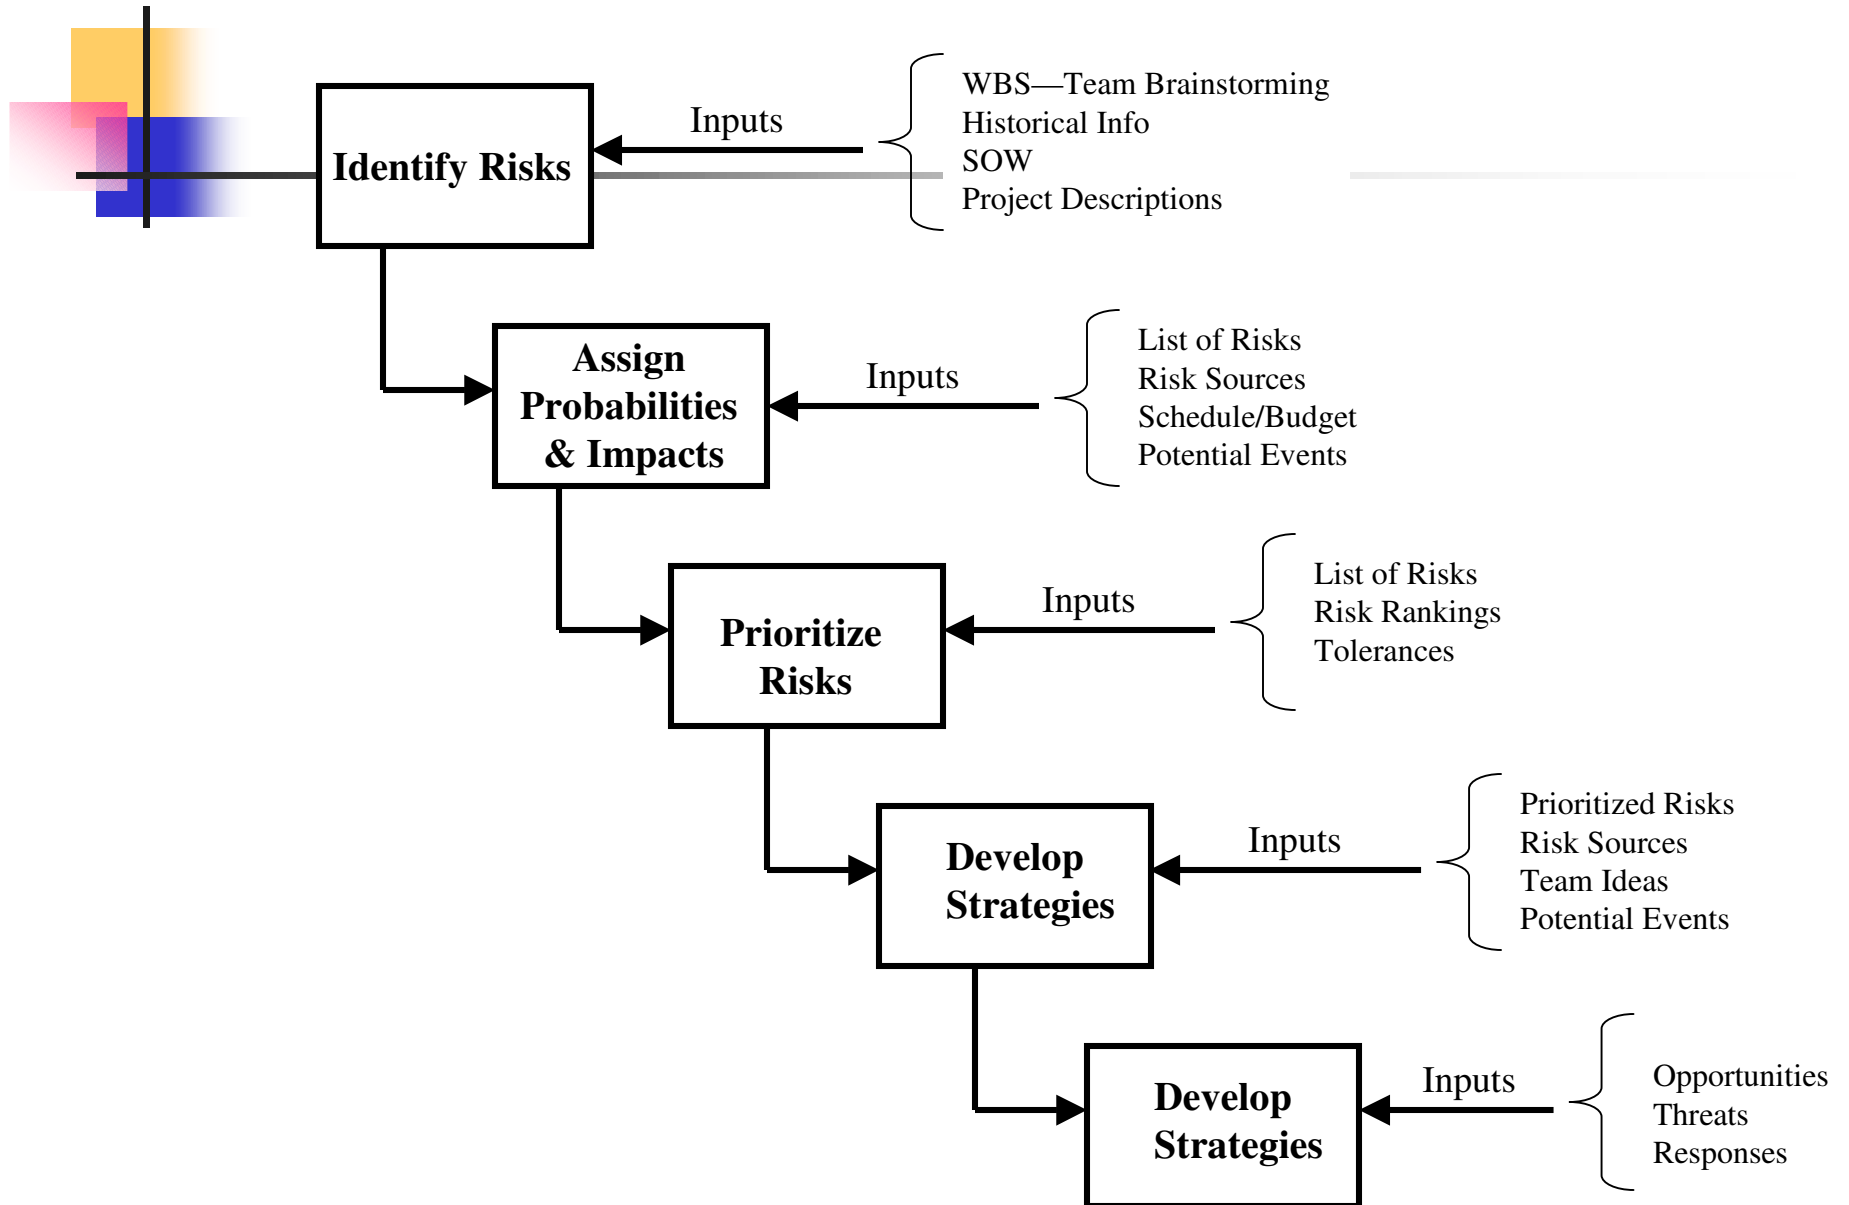 Identify Risks
Inputs
WBS—Team Brainstorming
Historical Info
SOW
Project Descriptions
Assign
Probabilities
& Impacts
Inputs
List of Risks
Risk Sources
Schedule/Budget
Potential Events
Prioritize
Risks
Inputs
List of Risks
Risk Rankings
Tolerances
Develop
Strategies
Inputs
Prioritized Risks
Risk Sources
Team Ideas
Potential Events
Develop
Strategies
Inputs
Opportunities
Threats
Responses